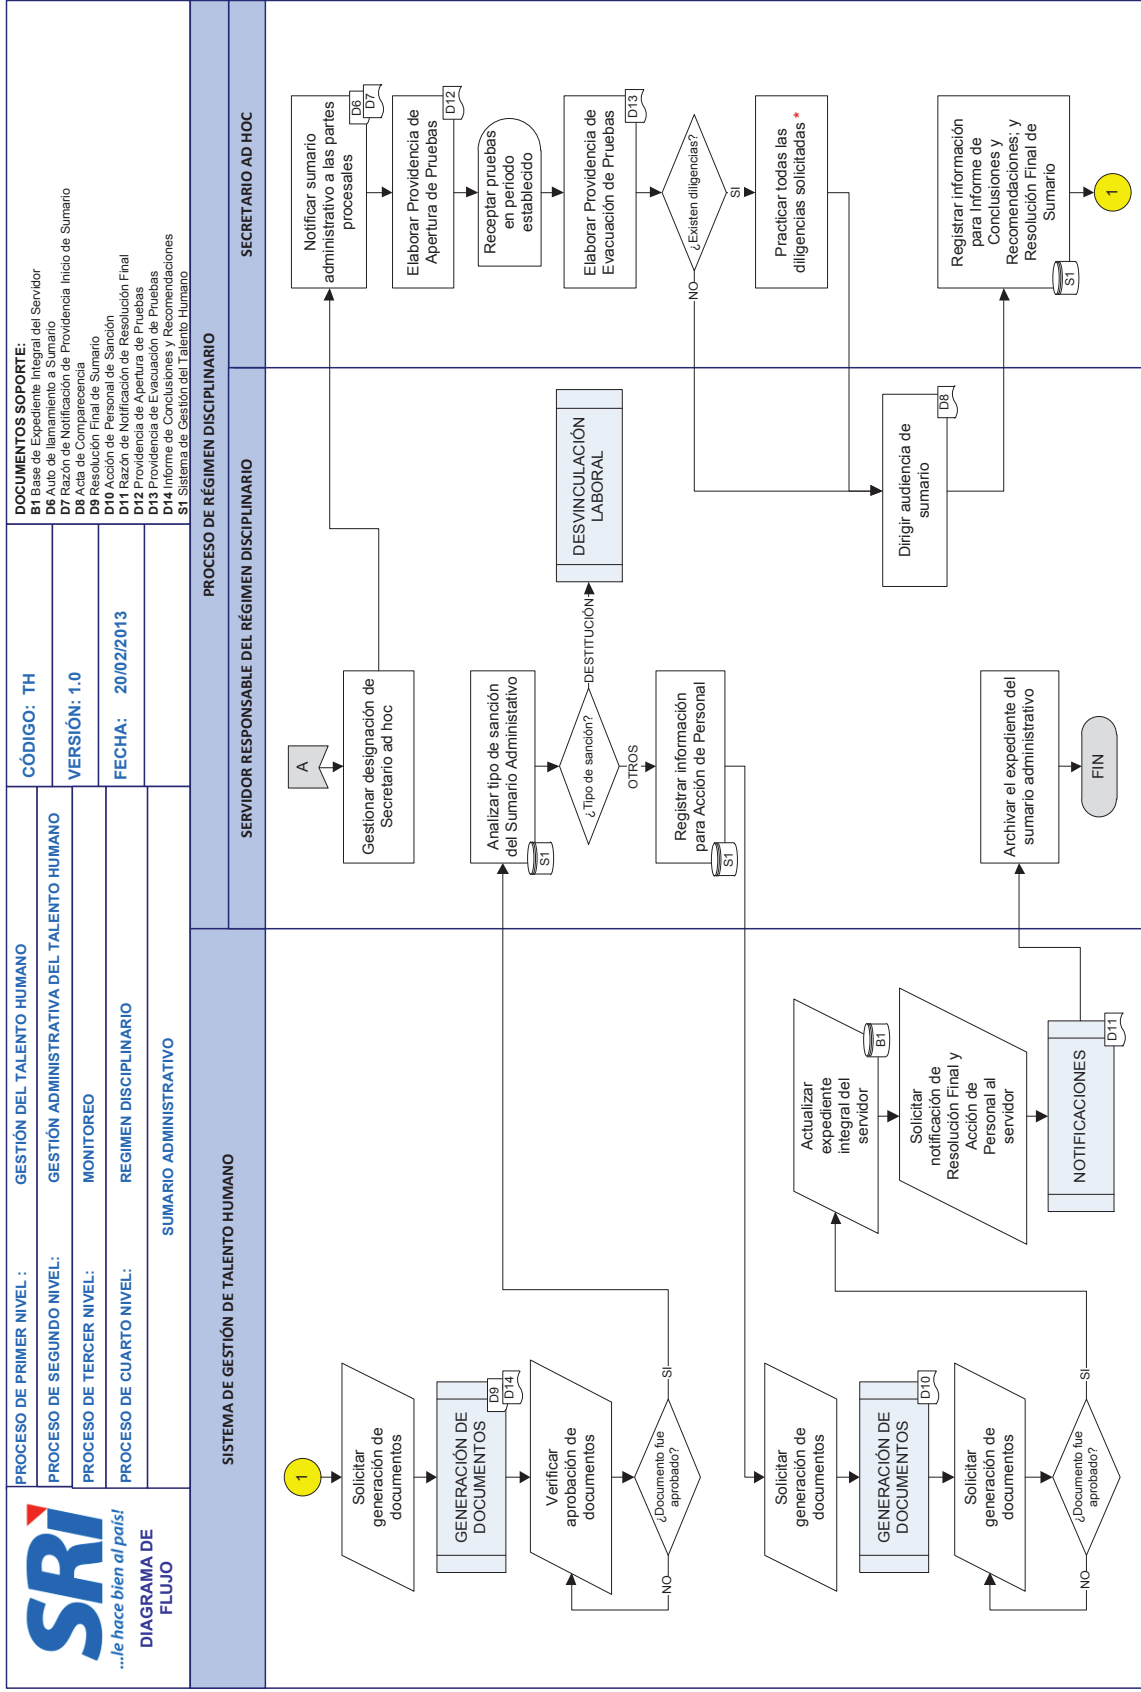 SRi
...le hace bien al país!
DIAGRAMA DE
FLUJO
PROCESO DE PRIMER NIVEL :
GESTIÓN DEL TALENTO HUMANO
PROCESO DE SEGUNDO NIVEL:
GESTIÓN ADMINISTRATIVA DEL TALENTO HUMANO
PROCESO DE TERCER NIVEL:
MONITOREO
PROCESO DE CUARTO NIVEL:
REGIMEN DISCIPLINARIO
SUMARIO ADMINISTRATIVO
CÓDIGO: TH
VERSIÓN: 1.0
FECHA: 20/02/2013
DOCUMENTOS SOPORTE:
B1 Base de Expediente Integral del Servidor
D6 Auto de llamamiento a Sumario
D7 Razón de Notificación de Providencia Inicio de Sumario
D8 Acta de Comparecencia
D9 Resolución Final de Sumario
D10 Acción de Personal de Sanción
D11 Razón de Notificación de Resolución Final
D12 Providencia de Apertura de Pruebas
D13 Providencia de Evacuación de Pruebas
D14 Informe de Conclusiones y Recomendaciones
S1 Sistema de Gestión del Talento Humano
PROCESO DE RÉGIMEN DISCIPLINARIO
SISTEMA DE GESTIÓN DE TALENTO HUMANO
SERVIDOR RESPONSABLE DEL RÉGIMEN DISCIPLINARIO
SECRETARIO AD HOC
A
Gestionar designación de
Secretario ad hoc
Notificar sumario
administrativo a las partes
procesales
D6
D7
Elaborar Providencia de
Apertura de Pruebas
D12
Receptar pruebas
en periodo
establecido
Elaborar Providencia de
Evacuación de Pruebas
D13
¿Existen diligencias?
NO
SI
Practicar todas las
diligencias solicitadas *
Dirigir audiencia de
sumario
D8
Registrar información
para Informe de
Conclusiones y
Recomendaciones; y
Resolución Final de
Sumario
S1
1
1
Solicitar
generación de
documentos
GENERACIÓN DE
DOCUMENTOS
D9
D14
Verificar
aprobación de
documentos
¿Documento fue
aprobado?
NO
SI
Analizar tipo de sanción
del Sumario Administativo
S1
¿Tipo de sanción?
DESTITUCIÓN
DESVINCULACIÓN
LABORAL
OTROS
Registrar información
para Acción de Personal
S1
Solicitar
generación de
documentos
GENERACIÓN DE
DOCUMENTOS
D10
Solicitar
generación de
documentos
¿Documento fue
aprobado?
NO
SI
Actualizar
expediente
integral del
servidor
B1
Solicitar
notificación de
Resolución Final y
Acción de
Personal al
servidor
NOTIFICACIONES
D11
Archivar el expediente del
sumario administrativo
FIN